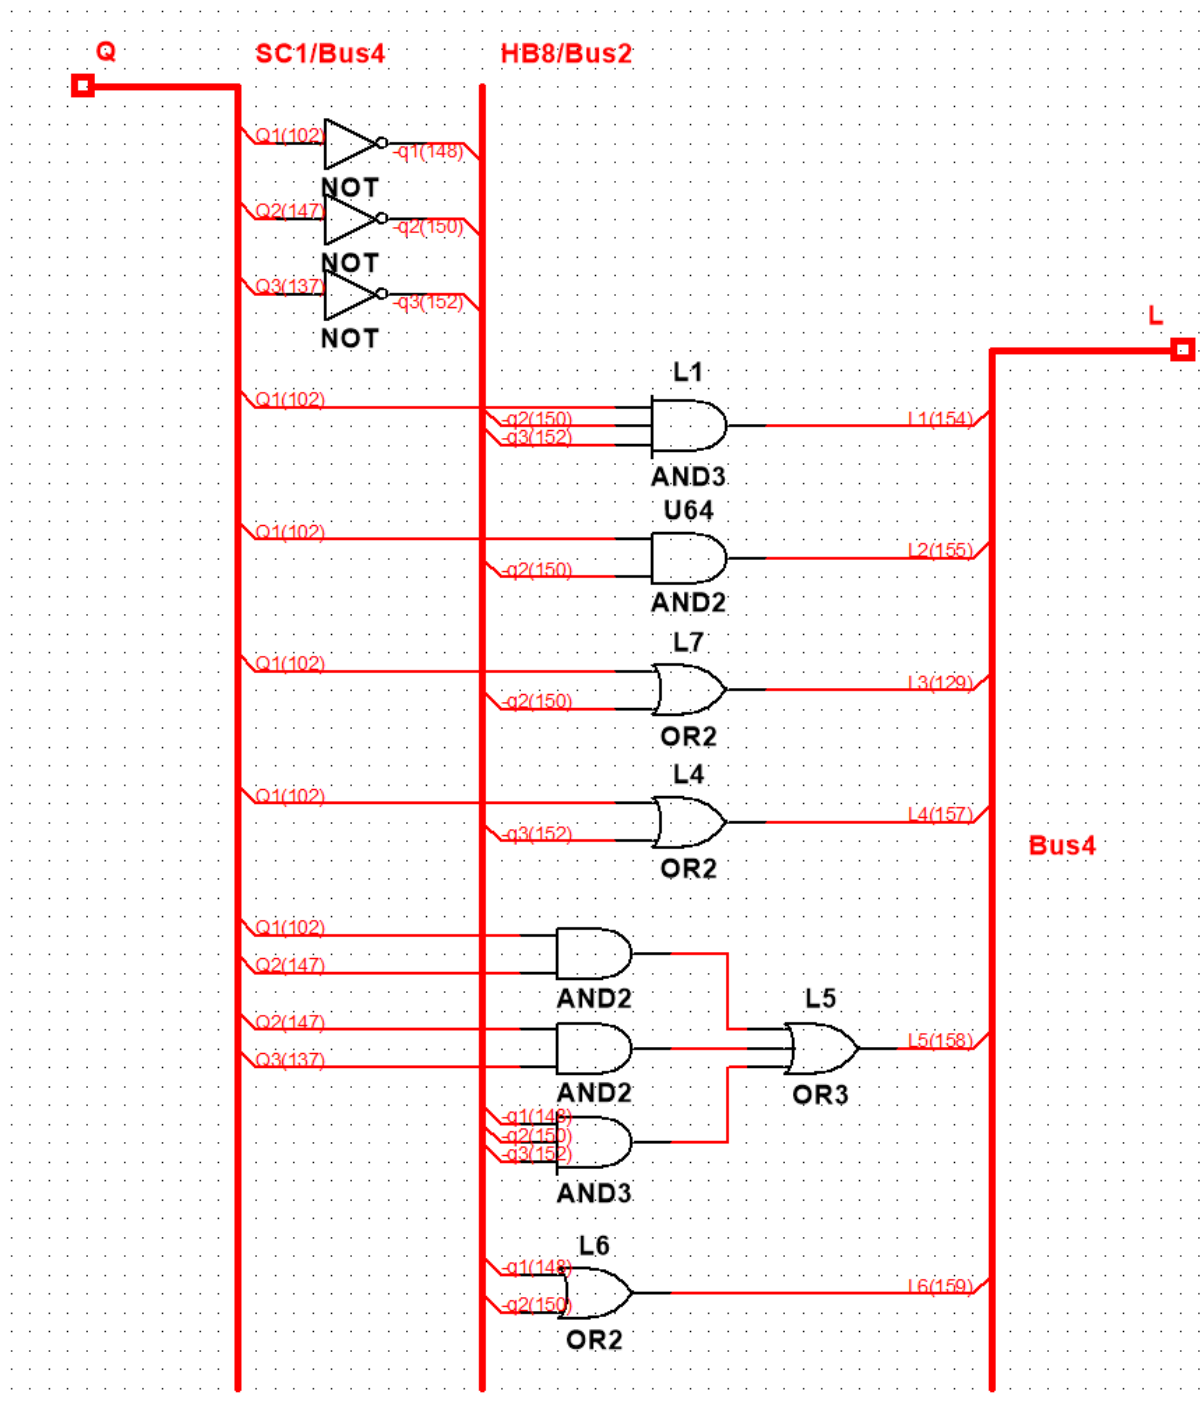 Q
SC1/Bus4
HB8/Bus2
Q1(102)
-q1(148)
NOT
Q2(147)
-q2(150)
NOT
Q3(137)
-q3(152)
NOT
L
L1
Q1(102)
-q2(150)
-q3(152)
L1(154)
AND3
U64
Q1(102)
-q2(150)
L2(155)
AND2
L7
Q1(102)
-q2(150)
L3(129)
OR2
L4
Q1(102)
-q3(152)
L4(157)
OR2
Bus4
Q1(102)
Q2(147)
AND2
L5
Q2(147)
Q3(137)
L5(158)
AND2
OR3
-q1(148)
-q2(150)
-q3(152)
AND3
L6
-q1(148)
-q2(150)
L6(159)
OR2